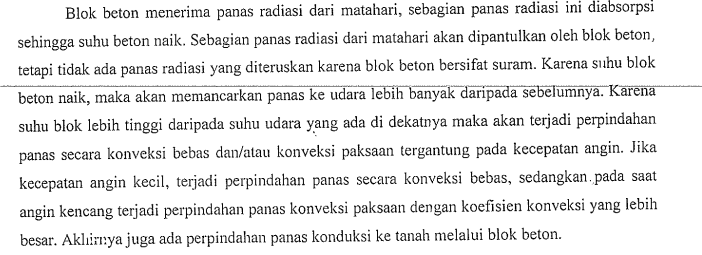 Blok beton menerima panas radiasi dari matahari, sebagian panas radiasi ini diabsorpsi
sehingga suhu beton naik. Sebagian panas radiasi dari matahari akan dipantulkan oleh blok beton,
tetapi tidak ada panas radiasi yang diteruskan karena blok beton bersifat suram. Karena suhu blok
beton naik, maka akan memancarkan panas ke udara lebih banyak daripada sebelumnya. Karena
suhu blok lebih tinggi daripada suhu udara yang ada di dekatnya maka akan terjadi perpindahan
panas secara konveksi bebas dan/atau konveksi paksaan tergantung pada kecepatan angin. Jika
kecepatan angin kecil, terjadi perpindahan panas secara konveksi bebas, sedangkan pada saat
angin kencang terjadi perpindahan panas konveksi paksaan dengan koefisien konveksi yang lebih
besar. Akhirnya juga ada perpindahan panas konduksi ke tanah melalui blok beton.